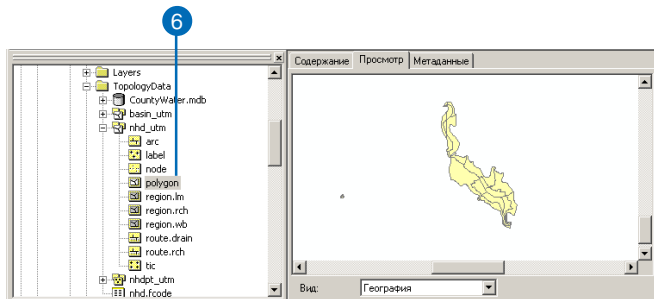 6
Layers
TopologyData
CountyWater.mdb
basin_utm
nhd_utm
arc
label
node
polygon
region.lm
region.rch
region.wb
route.drain
route.rch
tic
nhdpt_utm
nhd.fcode
Содержание Просмотр Метаданные
Вид: География